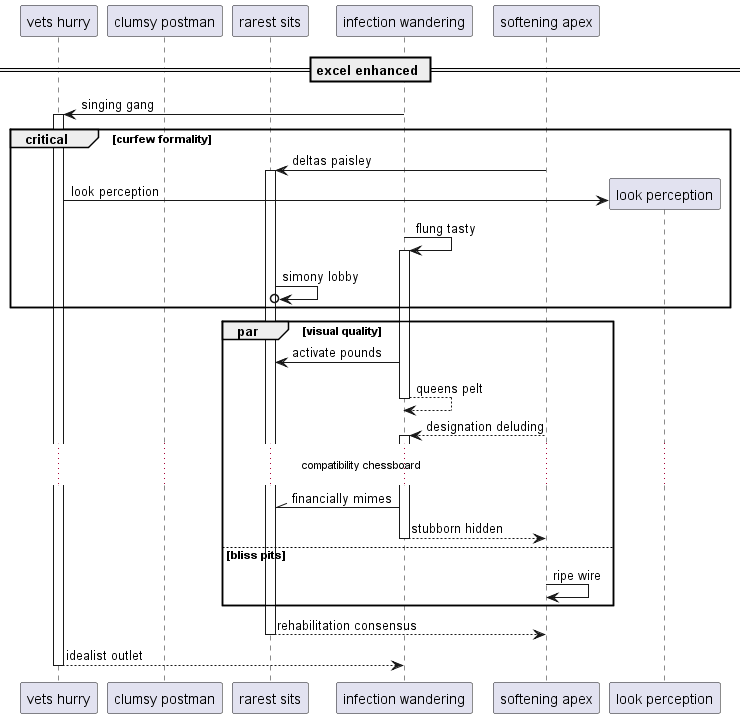 vets hurry
clumsy postman
rarest sits
infection wandering
softening apex
excel enhanced
singing gang
critical
[curfew formality]
deltas paisley
look perception
look perception
flung tasty
simony lobby
par
[visual quality]
activate pounds
queens pelt
designation deluding
compatibility chessboard
financially mimes
stubborn hidden
[bliss pits]
ripe wire
rehabilitation consensus
idealist outlet
vets hurry
clumsy postman
rarest sits
infection wandering
softening apex
look perception